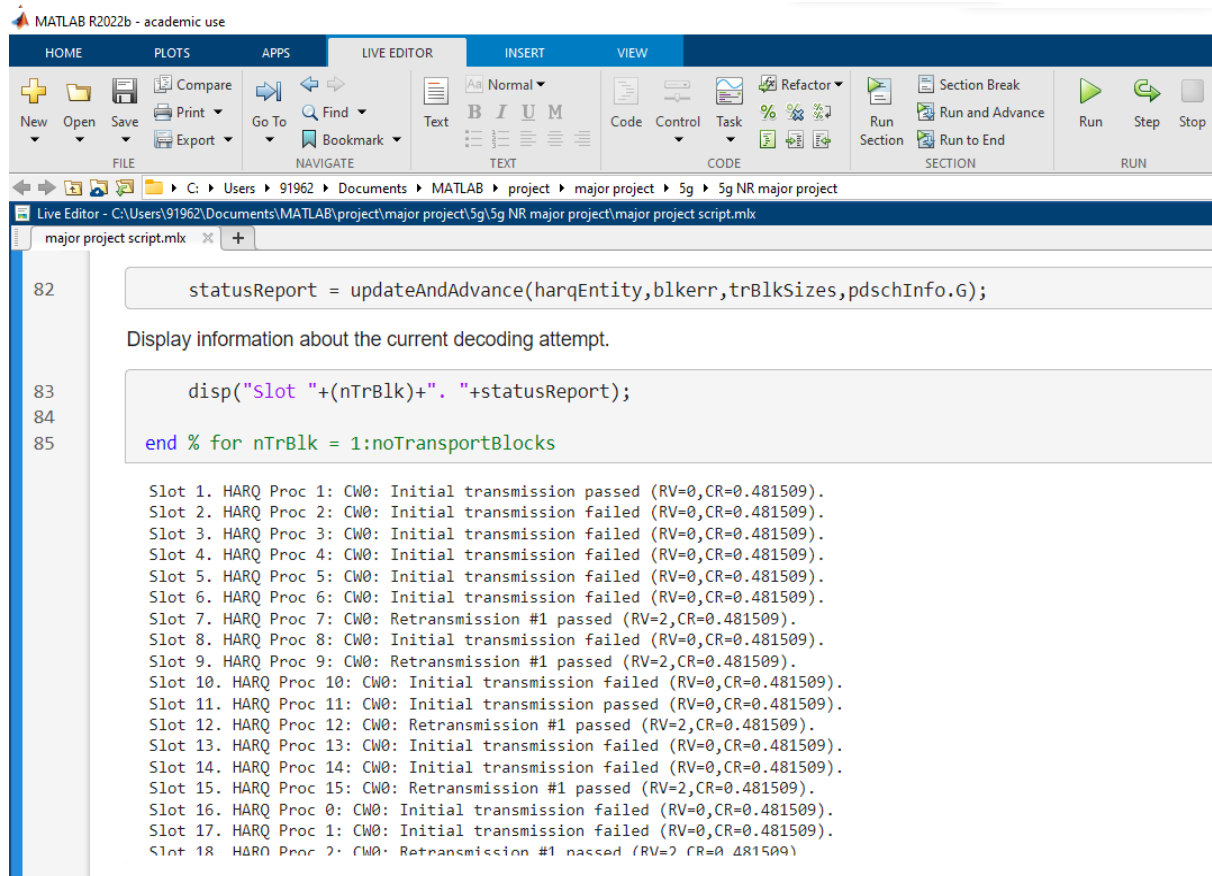 MATLAB R2022b - academic use
HOME PLOTS APPS LIVE EDITOR INSERT VIEW
New Open Save Compare Print Export Go To Find Bookmark Text Aa Normal B I U M Code Control Task Refactor Run Section Section Break Run and Advance Run to End Run Step Stop
FILE NAVIGATE TEXT CODE SECTION RUN
C: Users 91962 Documents MATLAB project major project 5g 5g NR major project
Live Editor - C:\Users\91962\Documents\MATLAB\project\major project\5g\5g NR major project\major project script.mlx
major project script.mlx
82 statusReport = updateAndAdvance(harqEntity,blkerr,trBlkSizes,pdschInfo.G);
Display information about the current decoding attempt.
83 disp("Slot "+(nTrBlk)+". "+statusReport);
84
85 end % for nTrBlk = 1:noTransportBlocks
Slot 1. HARQ Proc 1: CW0: Initial transmission passed (RV=0,CR=0.481509).
Slot 2. HARQ Proc 2: CW0: Initial transmission failed (RV=0,CR=0.481509).
Slot 3. HARQ Proc 3: CW0: Initial transmission failed (RV=0,CR=0.481509).
Slot 4. HARQ Proc 4: CW0: Initial transmission failed (RV=0,CR=0.481509).
Slot 5. HARQ Proc 5: CW0: Initial transmission failed (RV=0,CR=0.481509).
Slot 6. HARQ Proc 6: CW0: Initial transmission failed (RV=0,CR=0.481509).
Slot 7. HARQ Proc 7: CW0: Retransmission #1 passed (RV=2,CR=0.481509).
Slot 8. HARQ Proc 8: CW0: Initial transmission failed (RV=0,CR=0.481509).
Slot 9. HARQ Proc 9: CW0: Retransmission #1 passed (RV=2,CR=0.481509).
Slot 10. HARQ Proc 10: CW0: Initial transmission failed (RV=0,CR=0.481509).
Slot 11. HARQ Proc 11: CW0: Initial transmission passed (RV=0,CR=0.481509).
Slot 12. HARQ Proc 12: CW0: Retransmission #1 passed (RV=2,CR=0.481509).
Slot 13. HARQ Proc 13: CW0: Initial transmission failed (RV=0,CR=0.481509).
Slot 14. HARQ Proc 14: CW0: Initial transmission failed (RV=0,CR=0.481509).
Slot 15. HARQ Proc 15: CW0: Retransmission #1 passed (RV=2,CR=0.481509).
Slot 16. HARQ Proc 0: CW0: Initial transmission failed (RV=0,CR=0.481509).
Slot 17. HARQ Proc 1: CW0: Initial transmission failed (RV=0,CR=0.481509).
Slot 18. HARQ Proc 2: CW0: Retransmission #1 passed (RV=2,CR=0.481509)